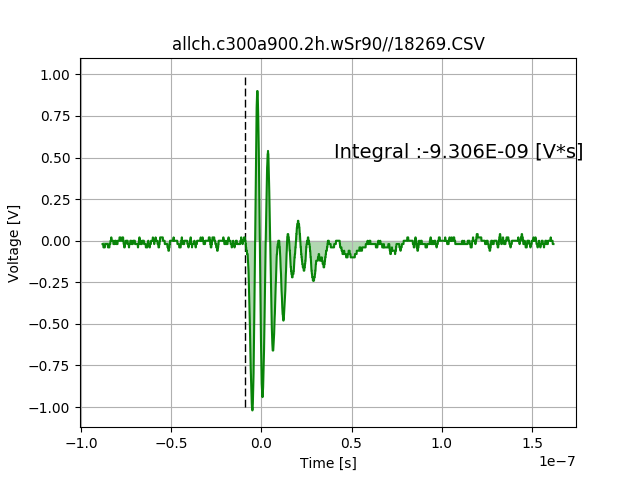 allch.c300a900.2h.wSr90//18269.CSV
Integral :-9.306E-09 [V*s]
Voltage [V]
1.00
0.75
0.50
0.25
0.00
−0.25
−0.50
−0.75
−1.00
−1.0 −0.5 0.0 0.5 1.0 1.5
1e−7
Time [s]